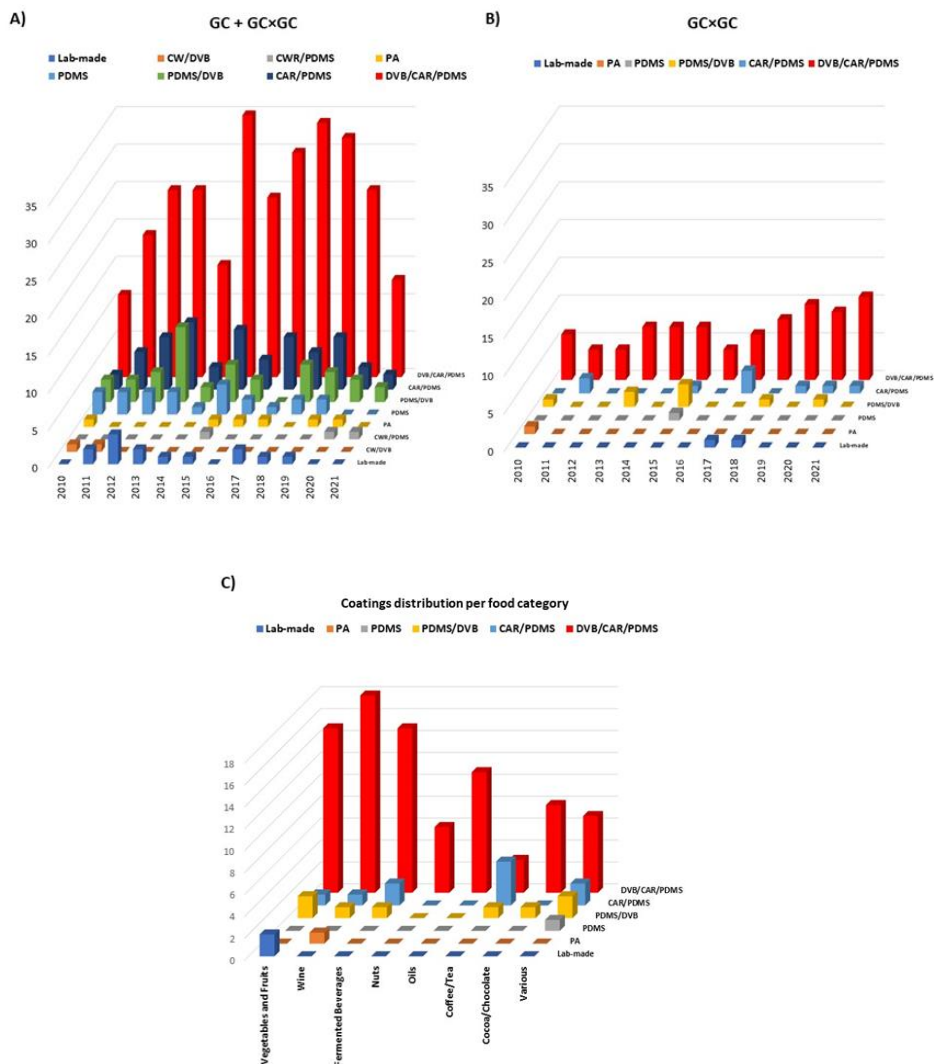 A)
GC + GC×GC
Lab-made CW/DVB CWR/PDMS PA
PDMS PDMS/DVB CAR/PDMS DVB/CAR/PDMS
35
30
25
20
15
10
5
0
DVB/CAR/PDMS
CAR/PDMS
PDMS/DVB
PDMS
PA
CWR/PDMS
CW/DVB
Lab-made
2010 2011 2012 2013 2014 2015 2016 2017 2018 2019 2020 2021
B)
GC×GC
Lab-made PA PDMS PDMS/DVB CAR/PDMS DVB/CAR/PDMS
35
30
25
20
15
10
5
0
DVB/CAR/PDMS
CAR/PDMS
PDMS/DVB
PDMS
PA
Lab-made
2010 2011 2012 2013 2014 2015 2016 2017 2018 2019 2020 2021
C)
Coatings distribution per food category
Lab-made PA PDMS PDMS/DVB CAR/PDMS DVB/CAR/PDMS
18
16
14
12
10
8
6
4
2
0
DVB/CAR/PDMS
CAR/PDMS
PDMS/DVB
PDMS
PA
Lab-made
Vegetables and Fruits
Wine
Fermented Beverages
Nuts
Oils
Coffee/Tea
Cocoa/Chocolate
Various